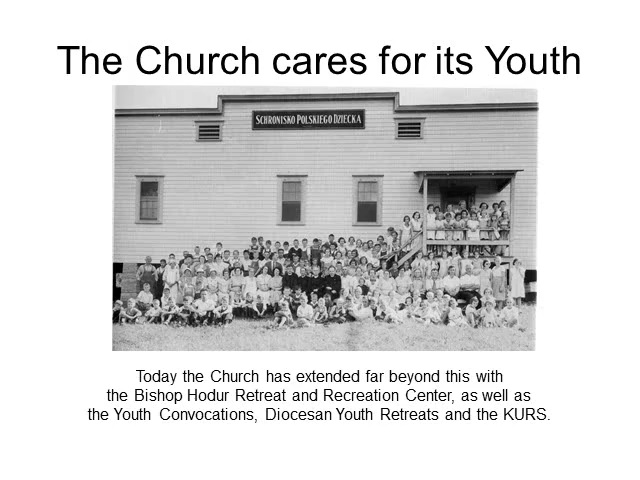 The Church cares for its Youth
SCHRONISKO POLSKIEGO DZIECKA
Today the Church has extended far beyond this with
the Bishop Hodur Retreat and Recreation Center, as well as
the Youth Convocations, Diocesan Youth Retreats and the KURS.